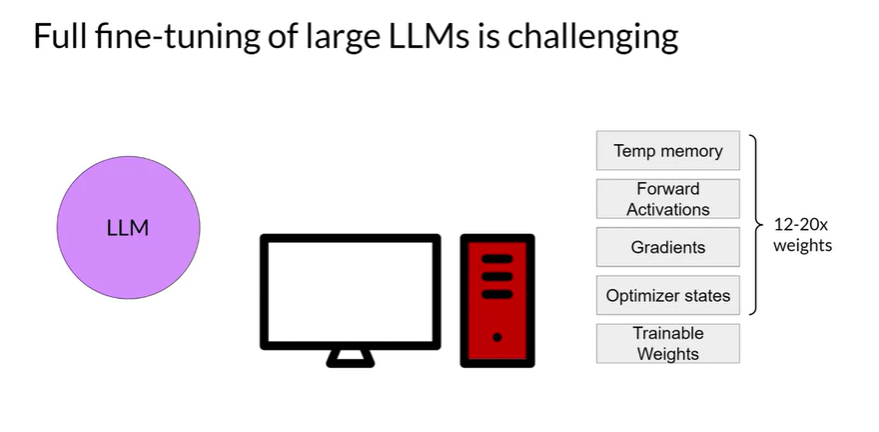 Full fine-tuning of large LLMs is challenging
LLM
Temp memory
Forward
Activations
Gradients
Optimizer states
Trainable
Weights
12-20x
weights